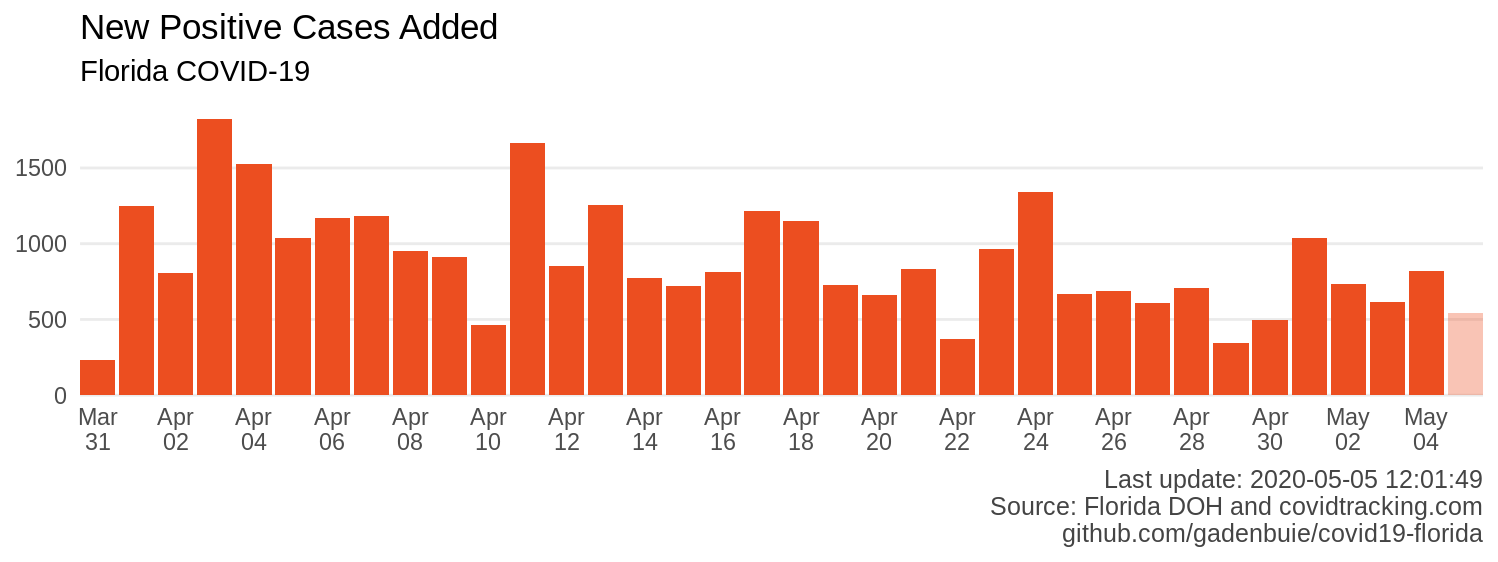 New Positive Cases Added
Florida COVID-19
1500
1000
500
0
Mar Apr Apr Apr Apr Apr Apr Apr Apr Apr Apr Apr Apr Apr Apr Apr May May
31 02 04 06 08 10 12 14 16 18 20 22 24 26 28 30 02 04
Last update: 2020-05-05 12:01:49
Source: Florida DOH and covidtracking.com
github.com/gadenbuie/covid19-florida